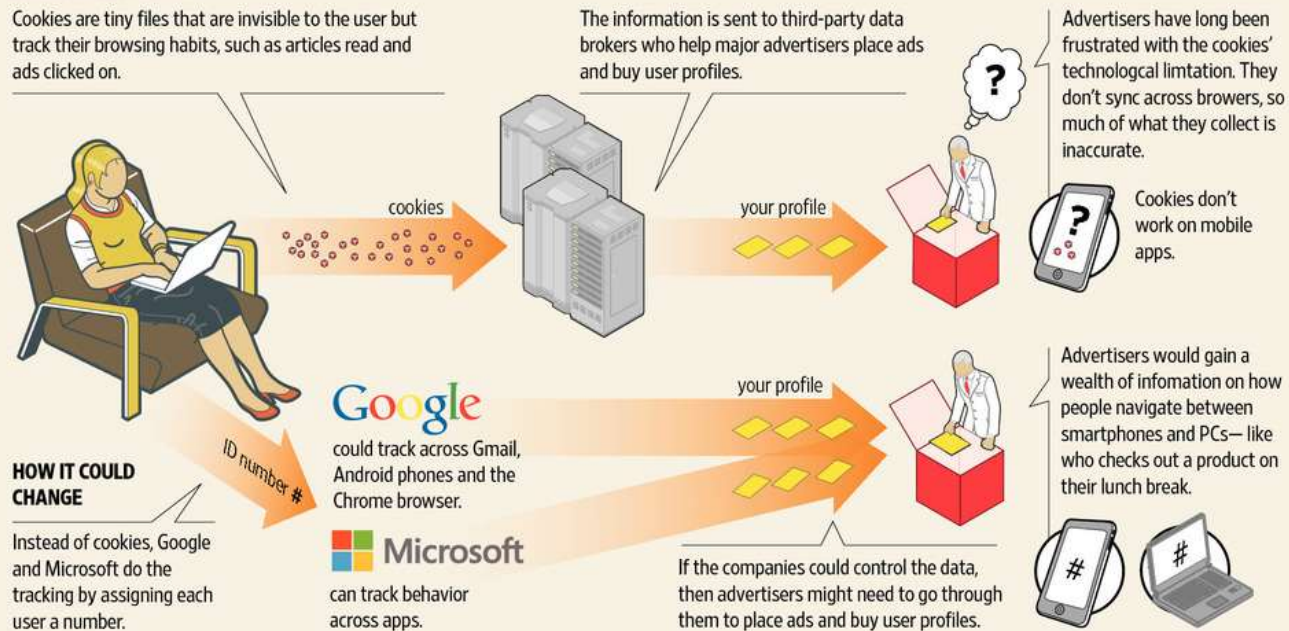 Cookies are tiny files that are invisible to the user but
track their browsing habits, such as articles read and
ads clicked on.
The information is sent to third-party data
brokers who help major advertisers place ads
and buy user profiles.
Advertisers have long been
frustrated with the cookies'
technologcal limtation. They
don't sync across browers, so
much of what they collect is
inaccurate.
?
cookies
your profile
?
Cookies don't
work on mobile
apps.
HOW IT COULD
CHANGE
Instead of cookies, Google
and Microsoft do the
tracking by assigning each
user a number.
ID number #
Google
could track across Gmail,
Android phones and the
Chrome browser.
Microsoft
can track behavior
across apps.
your profile
If the companies could control the data,
then advertisers might need to go through
them to place ads and buy user profiles.
Advertisers would gain a
wealth of infomation on how
people navigate between
smartphones and PCs— like
who checks out a product on
their lunch break.
#
#